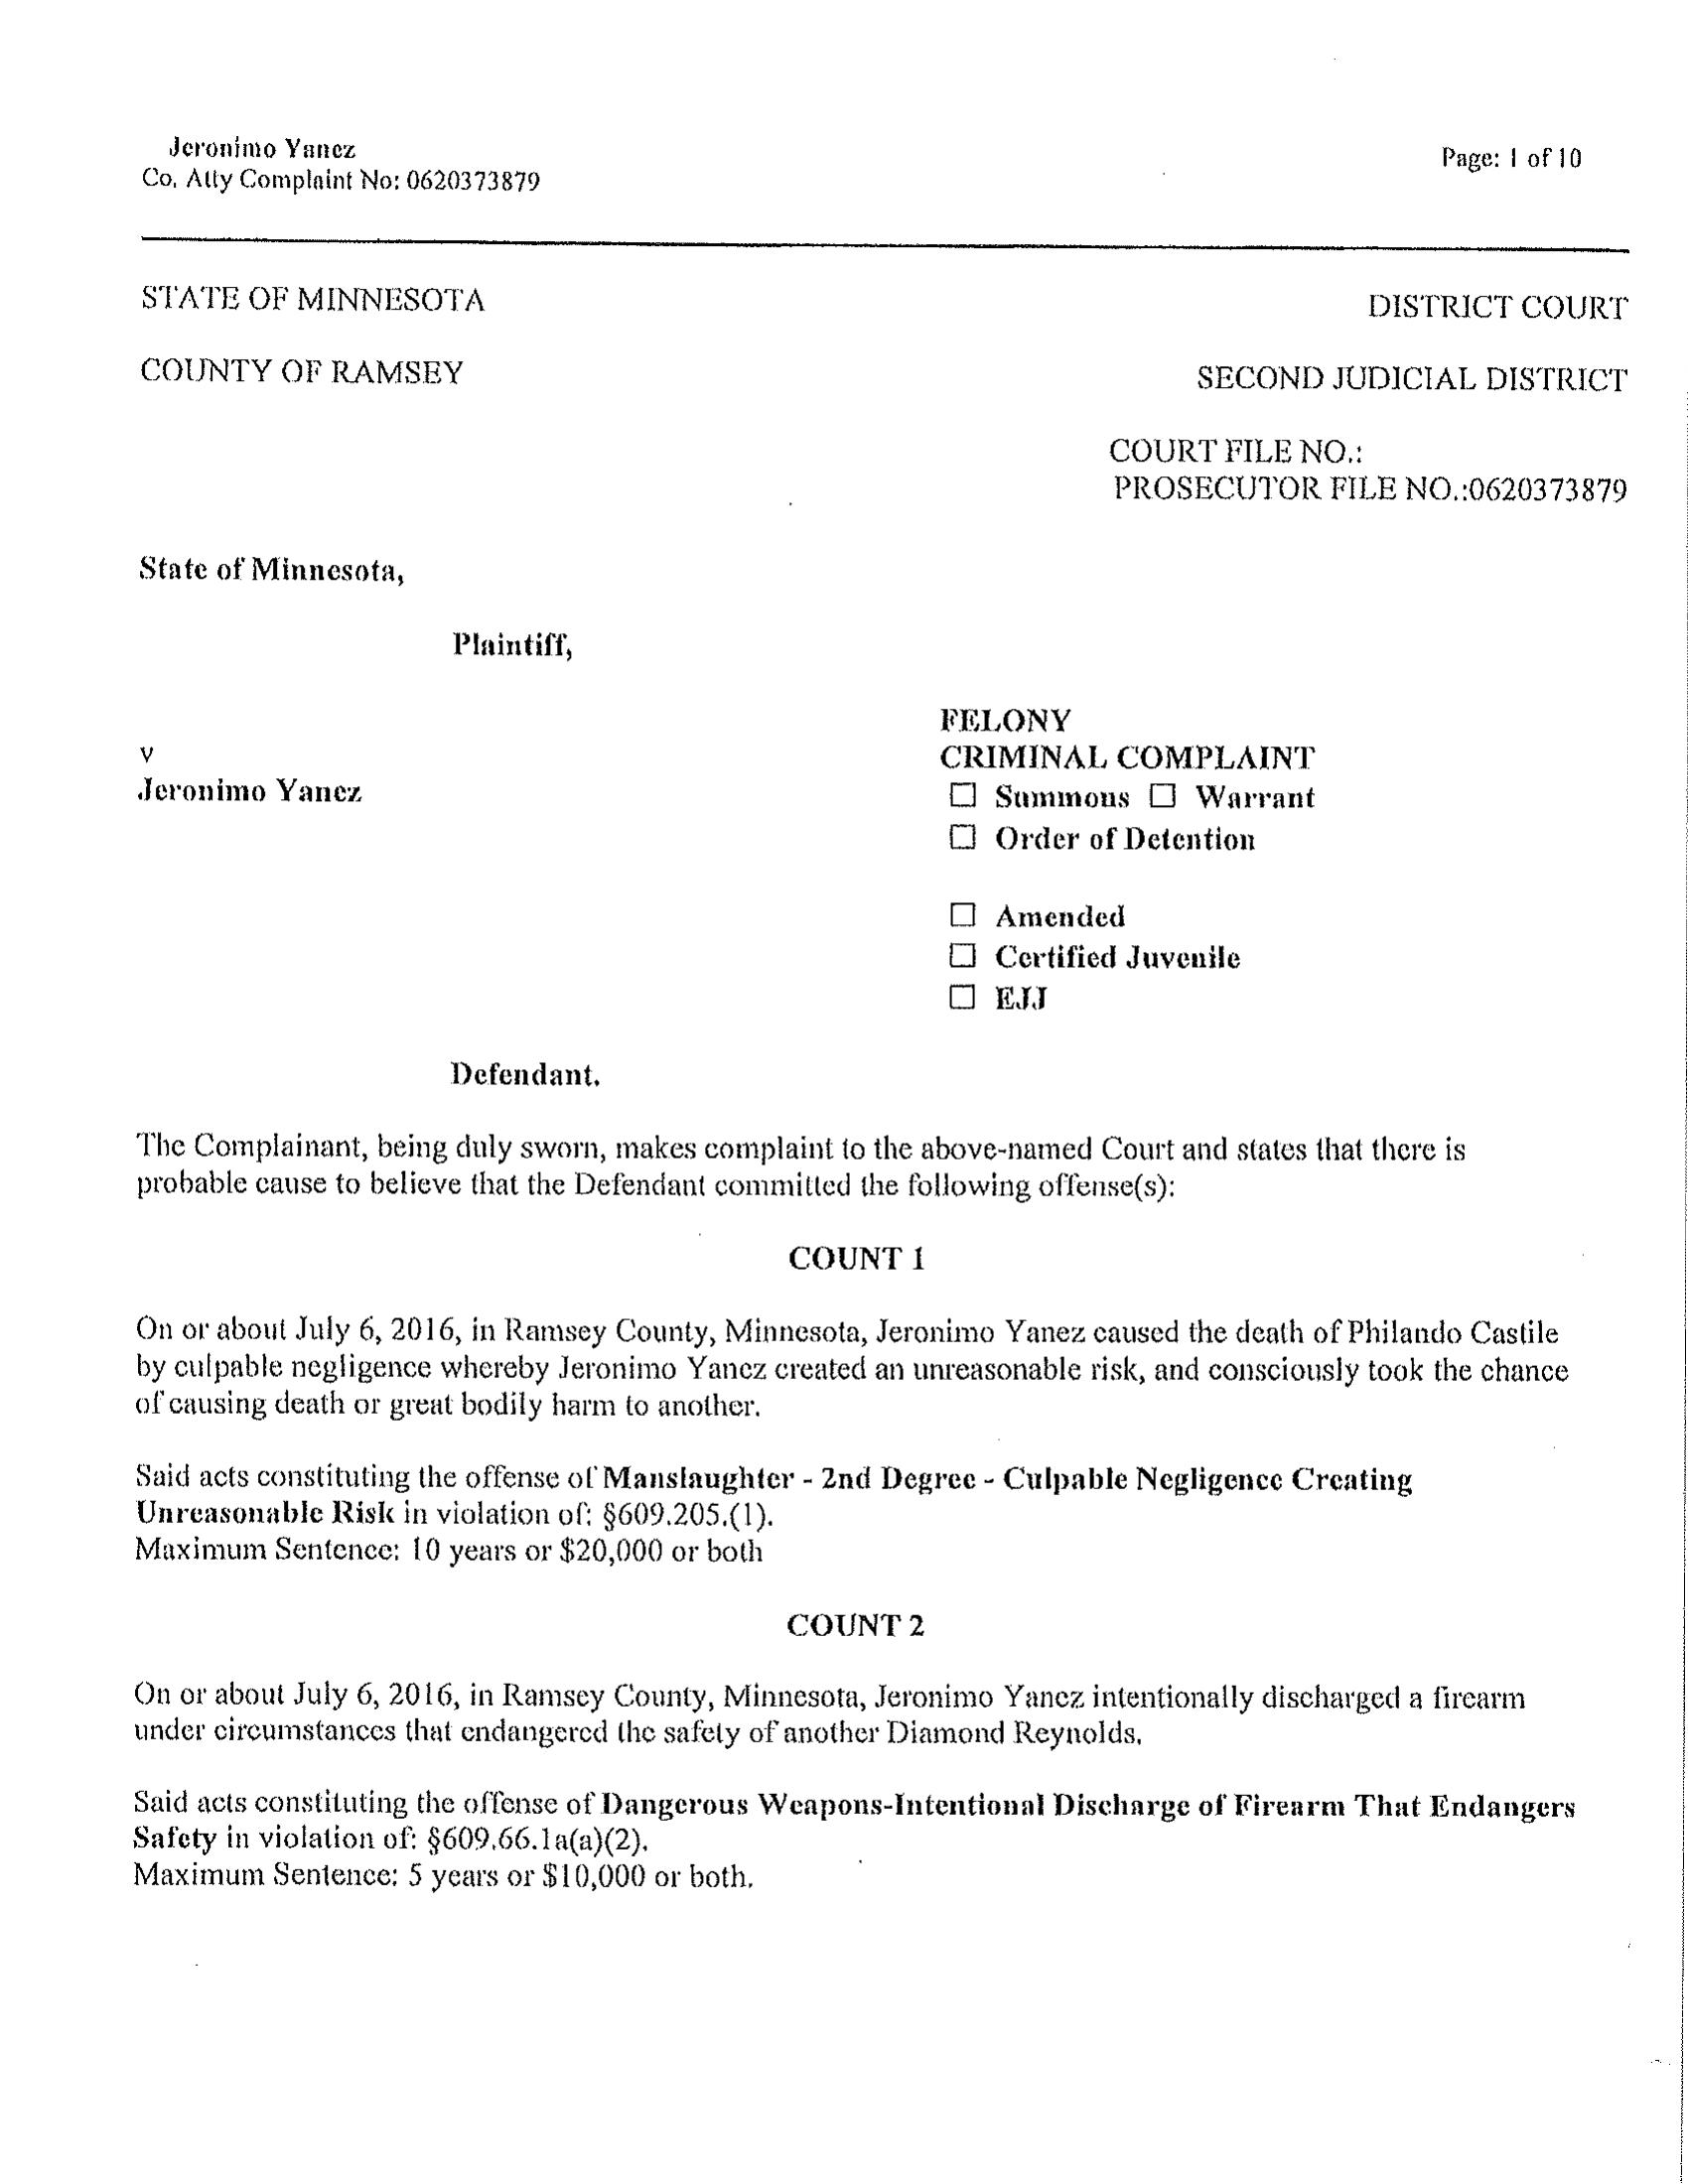 Jeronimo Yanez
Co. Atty Complaint No: 0620373879
Page: 1 of 10
STATE OF MINNESOTA
DISTRICT COURT
COUNTY OF RAMSEY
SECOND JUDICIAL DISTRICT
COURT FILE NO.:
PROSECUTOR FILE NO.:0620373879
State of Minnesota,
Plaintiff,
v
Jeronimo Yanez
FELONY
CRIMINAL COMPLAINT
☐ Summons ☐ Warrant
☐ Order of Detention
☐ Amended
☐ Certified Juvenile
☐ EJJ
Defendant.
The Complainant, being duly sworn, makes complaint to the above-named Court and states that there is
probable cause to believe that the Defendant committed the following offense(s):
COUNT 1
On or about July 6, 2016, in Ramsey County, Minnesota, Jeronimo Yanez caused the death of Philando Castile
by culpable negligence whereby Jeronimo Yanez created an unreasonable risk, and consciously took the chance
of causing death or great bodily harm to another.
Said acts constituting the offense of Manslaughter - 2nd Degree - Culpable Negligence Creating
Unreasonable Risk in violation of: §609.205.(1).
Maximum Sentence: 10 years or $20,000 or both
COUNT 2
On or about July 6, 2016, in Ramsey County, Minnesota, Jeronimo Yanez intentionally discharged a firearm
under circumstances that endangered the safety of another Diamond Reynolds.
Said acts constituting the offense of Dangerous Weapons-Intentional Discharge of Firearm That Endangers
Safety in violation of: §609.66.1a(a)(2).
Maximum Sentence: 5 years or $10,000 or both.